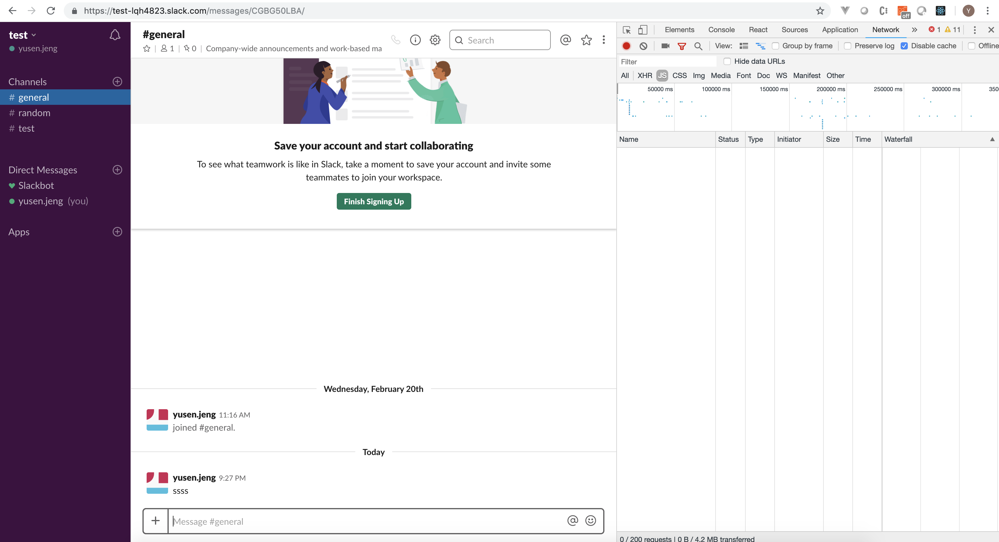 https://test-lqh4823.slack.com/messages/CGBG50LBA/
off
Y
test
yusen.jeng
Channels
# general
# random
# test
Direct Messages
Slackbot
yusen.jeng (you)
Apps
#general
1 | 0 | Company-wide announcements and work-based ma
Search
Save your account and start collaborating
To see what teamwork is like in Slack, take a moment to save your account and invite some
teammates to join your workspace.
Finish Signing Up
Wednesday, February 20th
yusen.jeng 11:16 AM
joined #general.
Today
yusen.jeng 9:27 PM
ssss
Message #general
Elements Console React Sources Application Network » 1 11
View: Group by frame Preserve log Disable cache Offline
Filter Hide data URLs
All XHR JS CSS Img Media Font Doc WS Manifest Other
50000 ms 100000 ms 150000 ms 200000 ms 250000 ms 300000 ms 350
Name Status Type Initiator Size Time Waterfall
0 / 200 requests | 0 B / 4.2 MB transferred